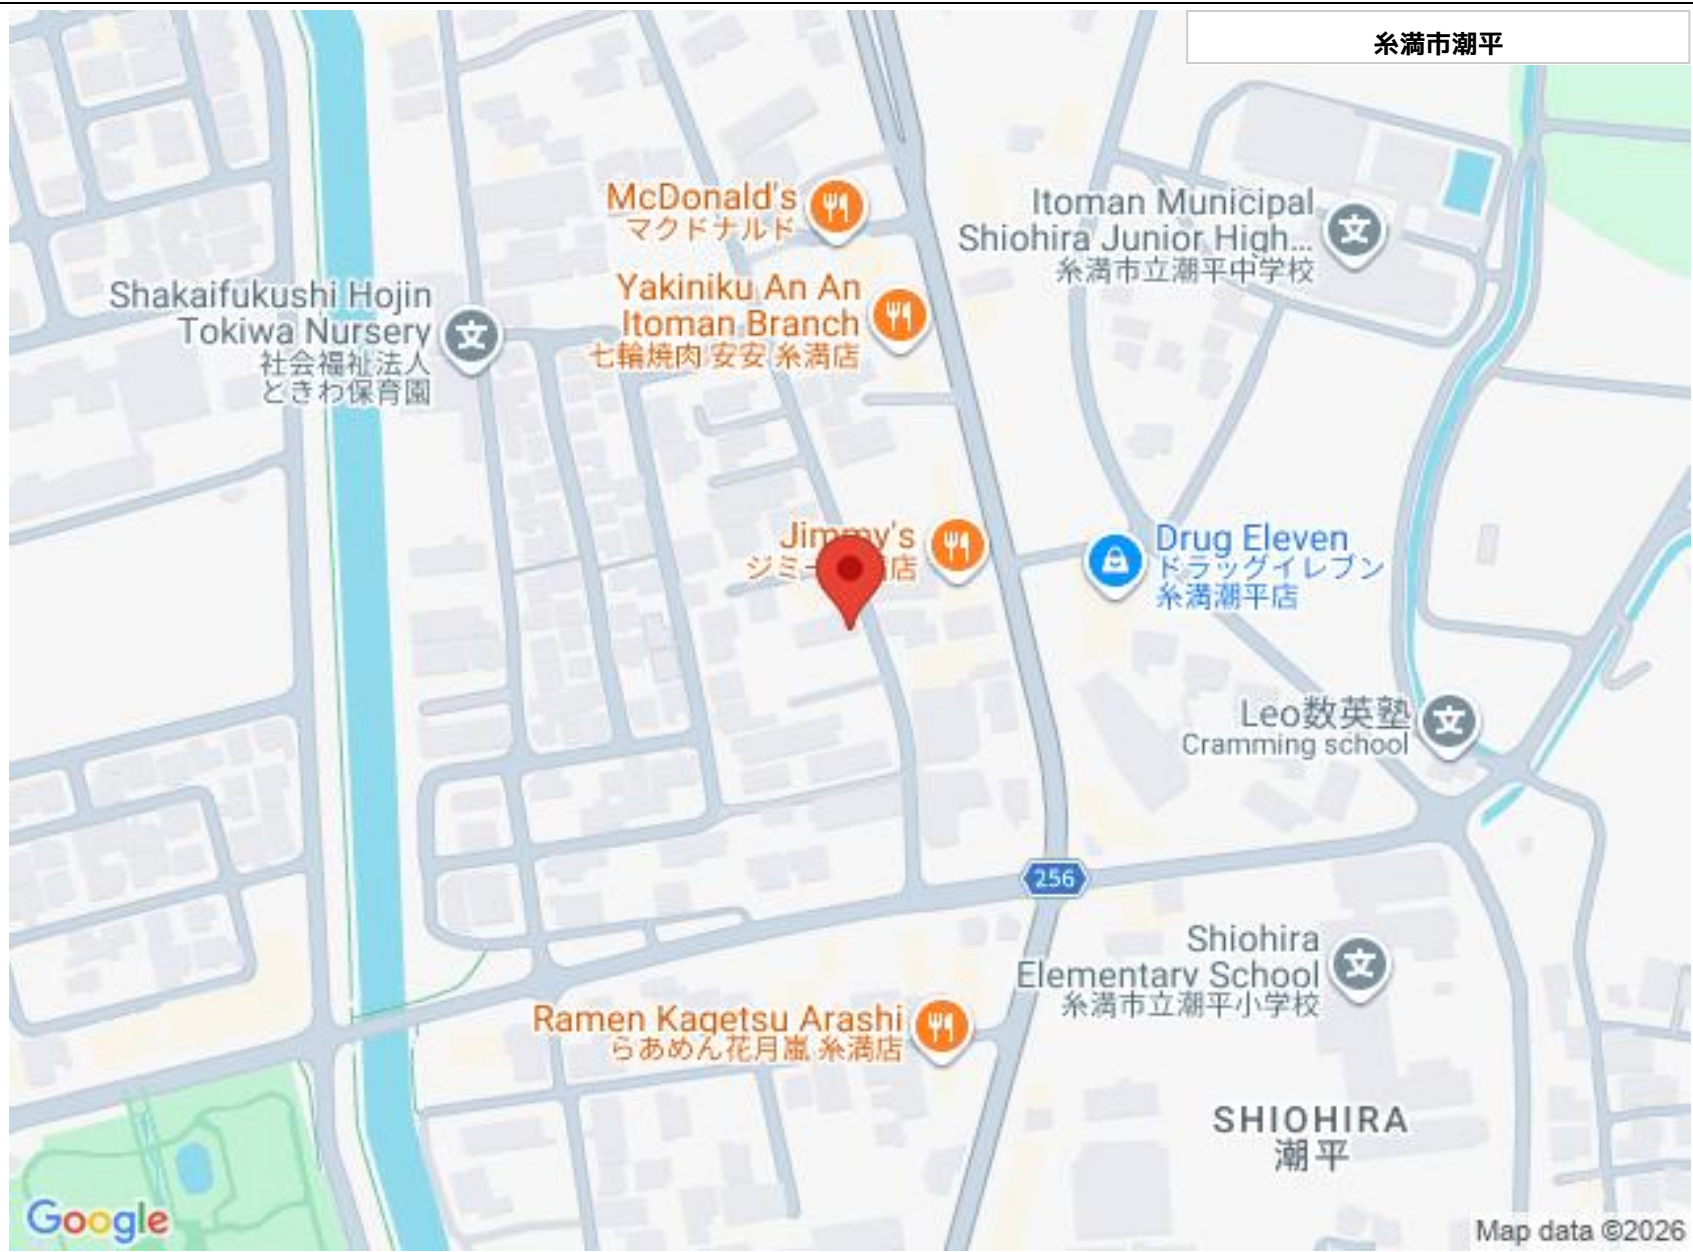 糸満市潮平
McDonald's
マクドナルド
Itoman Municipal
Shiohira Junior High...
糸満市立潮平中学校
Yakiniku An An
Itoman Branch
七輪焼肉 安安 糸満店
Shakaifukushi Hojin
Tokiwa Nursery
社会福祉法人
ときわ保育園
Jimmy's
Drug Eleven
ドラッグイレブン
糸満潮平店
Leo数英塾
Cramming school
256
Shiohira
Elementary School
糸満市立潮平小学校
Ramen Kagetsu Arashi
らあめん花月嵐 糸満店
SHIOHIRA
潮平
Google
Map data ©2026